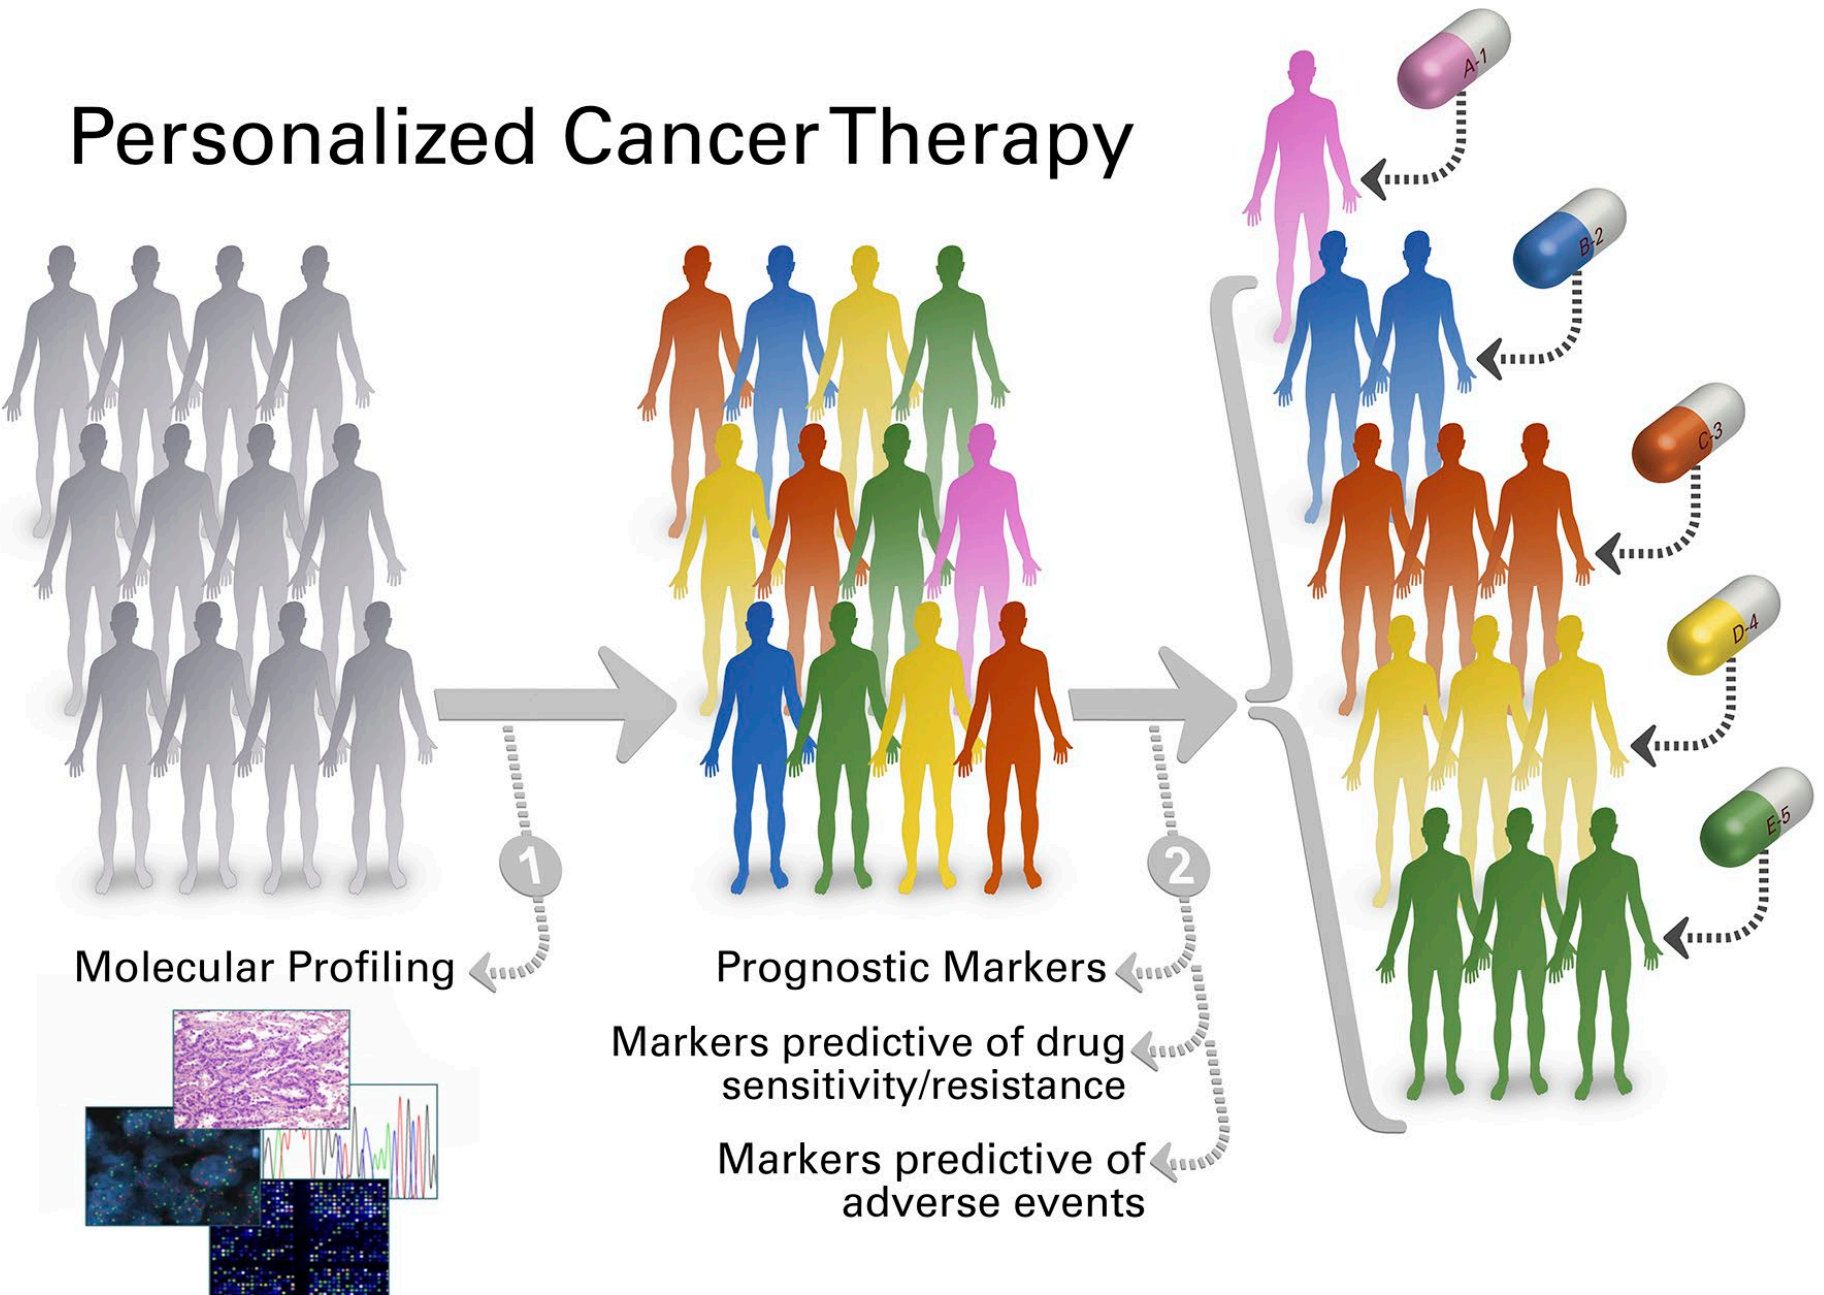 Personalized Cancer Therapy
A-1
B-2
C-3
D-4
E-5
1
2
Molecular Profiling
Prognostic Markers
Markers predictive of drug
sensitivity/resistance
Markers predictive of
adverse events